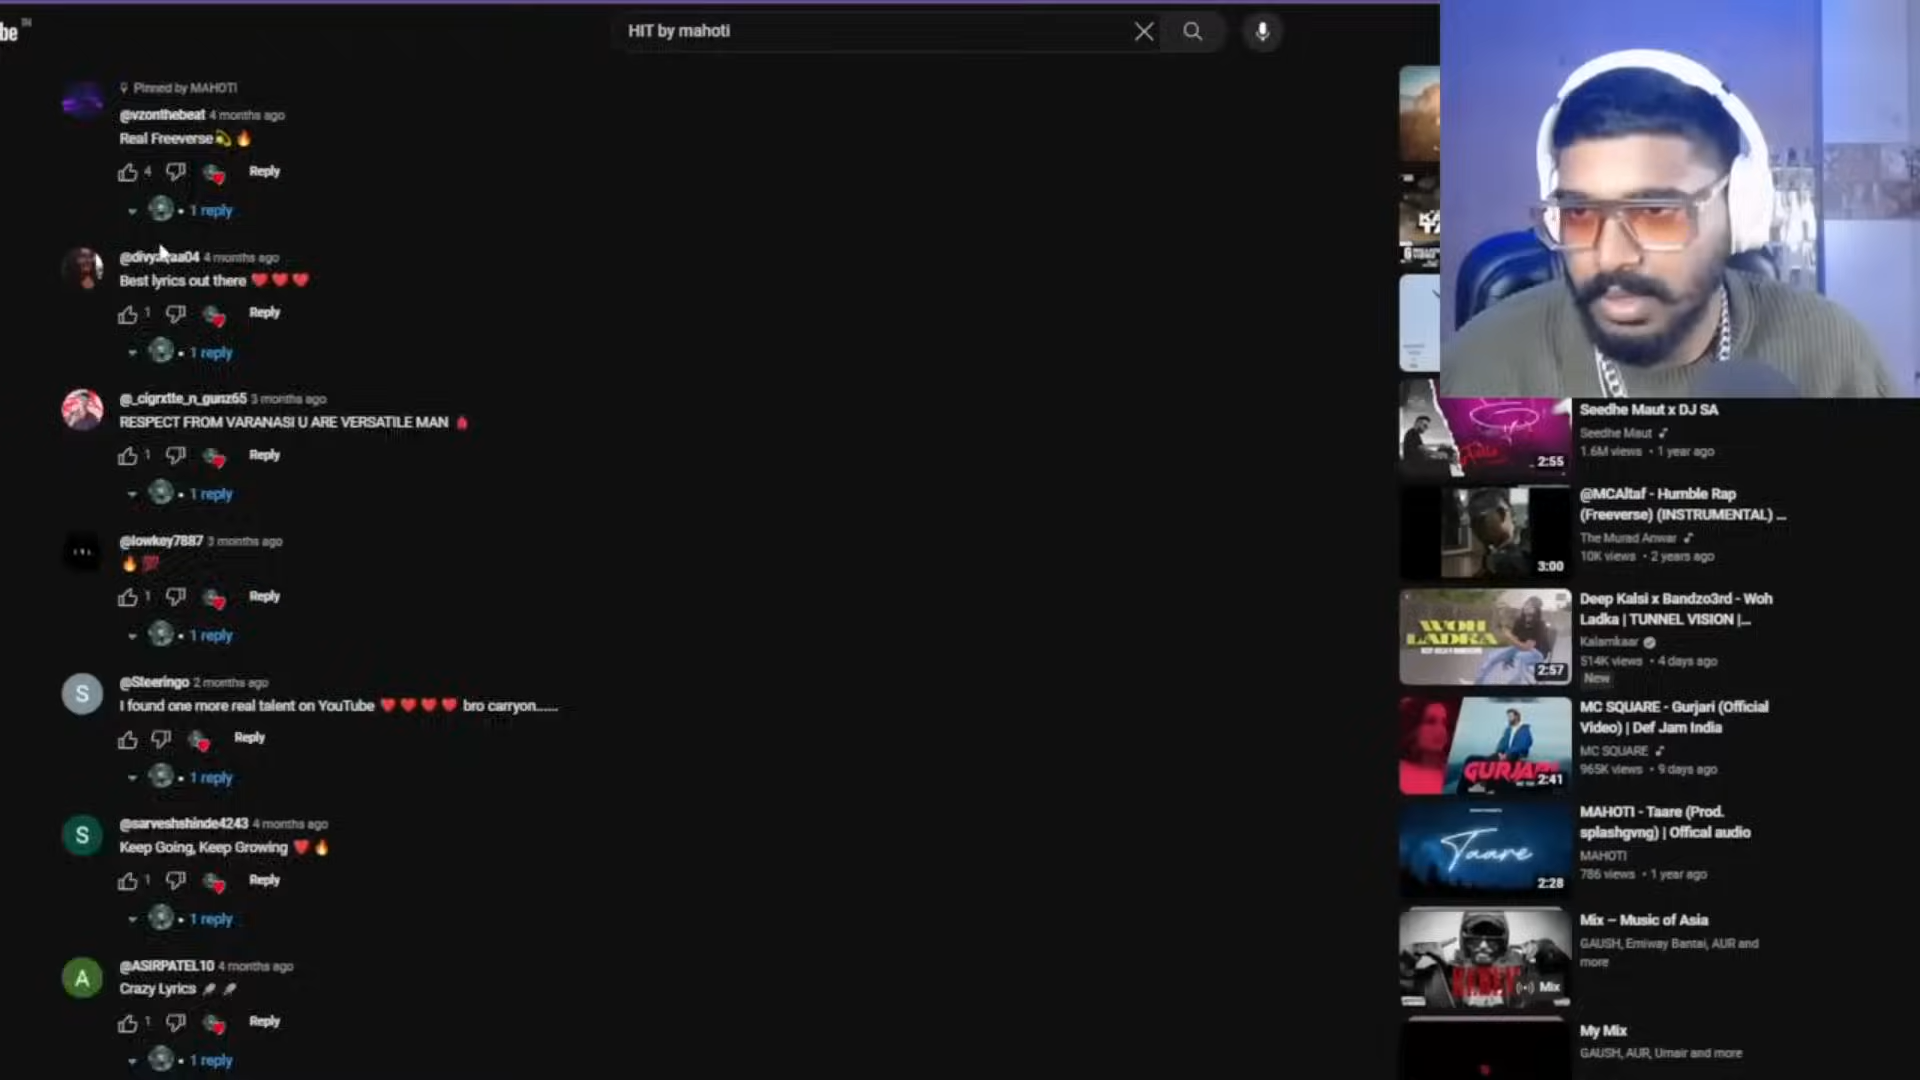 be IN
HIT by mahoti
Pinned by MAHOTI
@vzonthebeat 4 months ago
Real Freeverse💫🔥
4 Reply
1 reply
4 months ago
Best lyrics out there ❤️❤️❤️
1 Reply
1 reply
@_cigrxtte_n_gunz65 3 months ago
RESPECT FROM VARANASI U ARE VERSATILE MAN
1 Reply
1 reply
@lowkey7887 3 months ago
🔥💯
1 Reply
1 reply
S
@Steeringo 2 months ago
I found one more real talent on YouTube ❤️❤️❤️❤️ bro carryon......
Reply
1 reply
S
@sarveshshinde4243 4 months ago
Keep Going, Keep Growing ❤️🔥
1 Reply
1 reply
A
@ASIRPATEL10 4 months ago
Crazy Lyrics
1 Reply
1 reply
Seedhe Maut x DJ SA
Seedhe Maut
1.6M views • 1 year ago
2:55
@MCAltaf - Humble Rap
(Freeverse) (INSTRUMENTAL) ...
The Murad Anwar
10K views • 2 years ago
3:00
WOH
LADKA
2:57
Deep Kalsi x Bandzo3rd - Woh
Ladka | TUNNEL VISION |...
Kalamkaar
514K views • 4 days ago
New
GURJARI
2:41
MC SQUARE - Gurjari (Official
Video) | Def Jam India
MC SQUARE
965K views • 9 days ago
Taare
2:28
MAHOTI - Taare (Prod.
splashgvng) | Offical audio
MAHOTI
786 views • 1 year ago
Mix
Mix – Music of Asia
GAUSH, Emiway Bantai, AUR and
more
My Mix
GAUSH, AUR, Umair and more